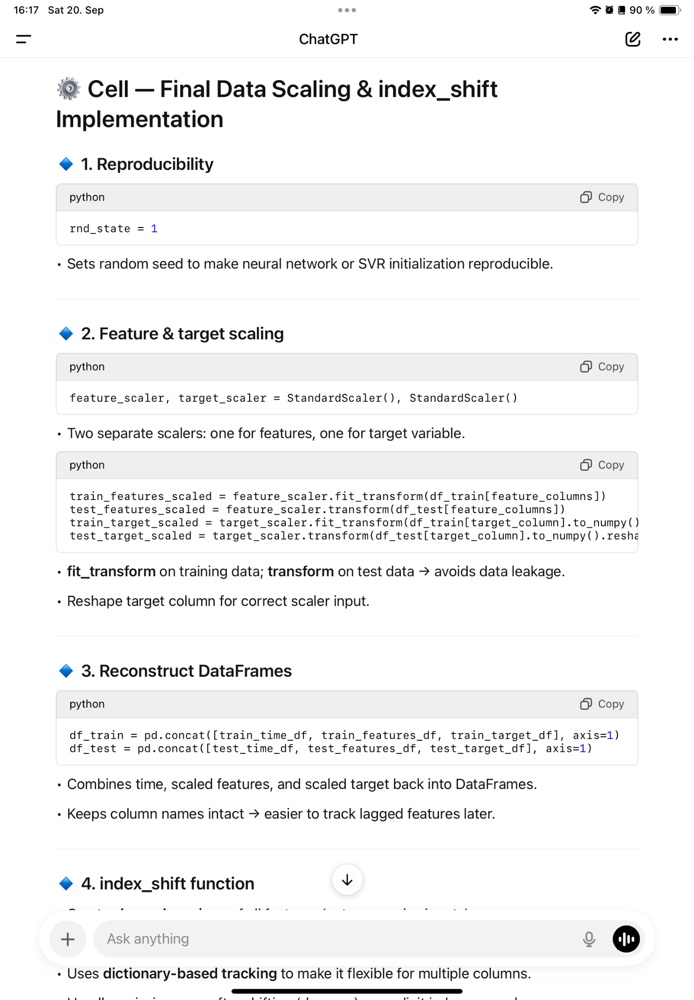 16:17 Sat 20. Sep
90 %
ChatGPT
Cell — Final Data Scaling & index_shift
Implementation
1. Reproducibility
python Copy
rnd_state = 1
• Sets random seed to make neural network or SVR initialization reproducible.
2. Feature & target scaling
python Copy
feature_scaler, target_scaler = StandardScaler(), StandardScaler()
• Two separate scalers: one for features, one for target variable.
python Copy
train_features_scaled = feature_scaler.fit_transform(df_train[feature_columns])
test_features_scaled = feature_scaler.transform(df_test[feature_columns])
train_target_scaled = target_scaler.fit_transform(df_train[target_column].to_numpy()
test_target_scaled = target_scaler.transform(df_test[target_column].to_numpy().resha
• fit_transform on training data; transform on test data → avoids data leakage.
• Reshape target column for correct scaler input.
3. Reconstruct DataFrames
python Copy
df_train = pd.concat([train_time_df, train_features_df, train_target_df], axis=1)
df_test = pd.concat([test_time_df, test_features_df, test_target_df], axis=1)
• Combines time, scaled features, and scaled target back into DataFrames.
• Keeps column names intact → easier to track lagged features later.
4. index_shift function
Ask anything
• Uses dictionary-based tracking to make it flexible for multiple columns.